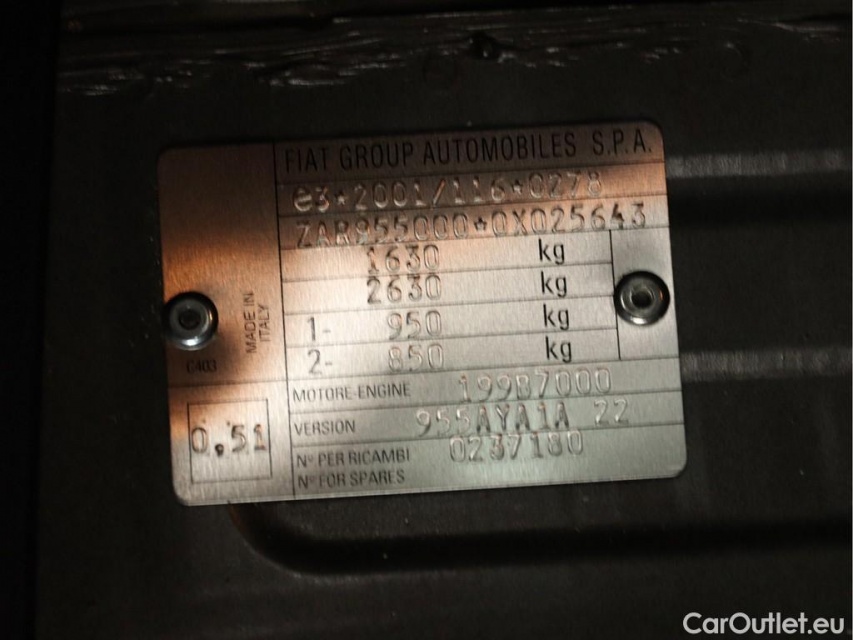 FIAT GROUP AUTOMOBILES S.P.A.
e3*2001/116*0278
ZAR955000*0X025643
1630 kg
2630 kg
1- 950 kg
2- 850 kg
MADE IN
ITALY
C403
MOTORE-ENGINE 199B7000
VERSION 955AYA1A 22
0.51
N° PER RICAMBI 0237180
N° FOR SPARES
CarOutlet.eu